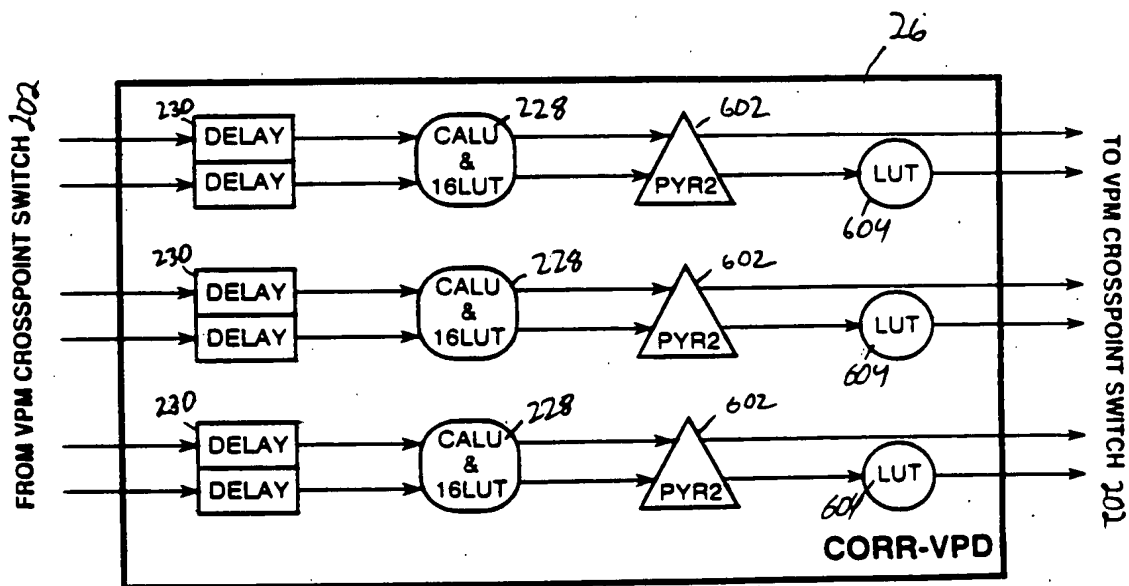 26
FROM VPM CROSSPOINT SWITCH 202
230
DELAY
DELAY
228
CALU
&
16LUT
602
PYR2
LUT
604
230
DELAY
DELAY
228
CALU
&
16LUT
602
PYR2
LUT
604
230
DELAY
DELAY
228
CALU
&
16LUT
602
PYR2
LUT
604
CORR-VPD
TO VPM CROSSPOINT SWITCH 202